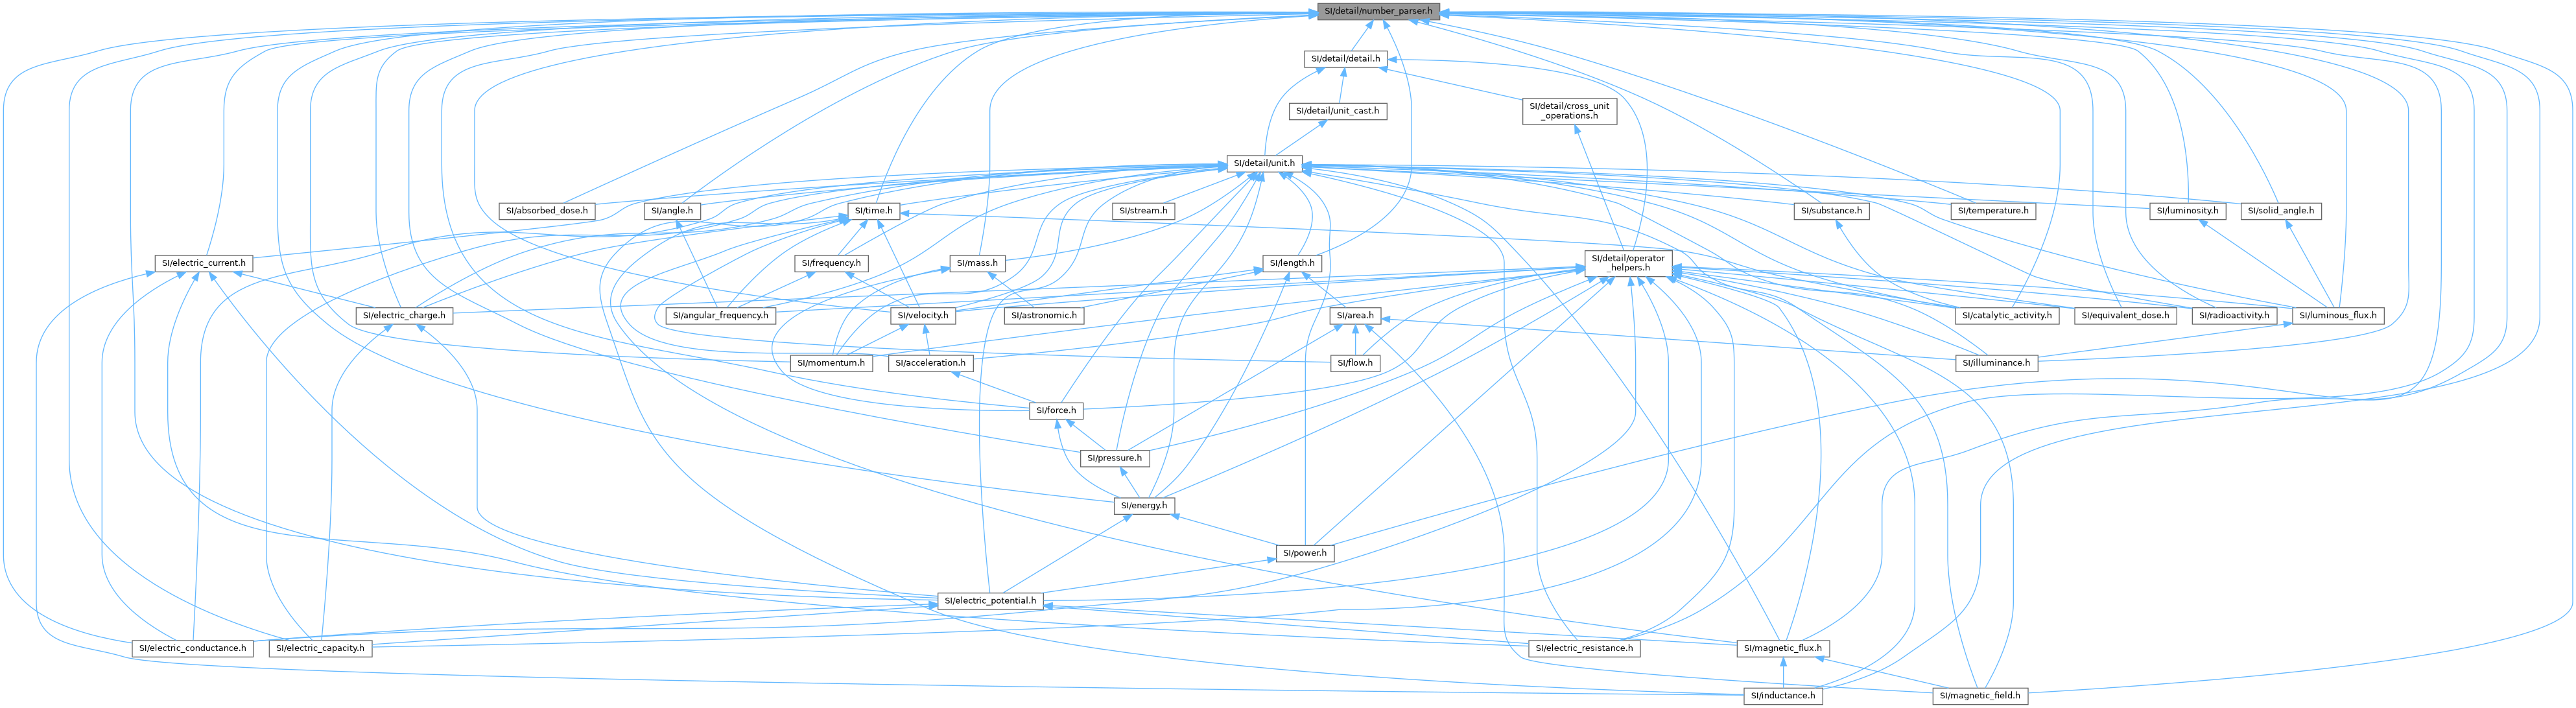 SI/detail/number_parser.h
SI/detail/detail.h
SI/detail/unit_cast.h
SI/detail/cross_unit
_operations.h
SI/detail/unit.h
SI/absorbed_dose.h
SI/angle.h
SI/time.h
SI/stream.h
SI/substance.h
SI/temperature.h
SI/luminosity.h
SI/solid_angle.h
SI/electric_current.h
SI/frequency.h
SI/mass.h
SI/length.h
SI/detail/operator
_helpers.h
SI/electric_charge.h
SI/angular_frequency.h
SI/velocity.h
SI/astronomic.h
SI/area.h
SI/catalytic_activity.h
SI/equivalent_dose.h
SI/radioactivity.h
SI/luminous_flux.h
SI/momentum.h
SI/acceleration.h
SI/flow.h
SI/illuminance.h
SI/force.h
SI/pressure.h
SI/energy.h
SI/power.h
SI/electric_potential.h
SI/electric_conductance.h
SI/electric_capacity.h
SI/electric_resistance.h
SI/magnetic_flux.h
SI/inductance.h
SI/magnetic_field.h